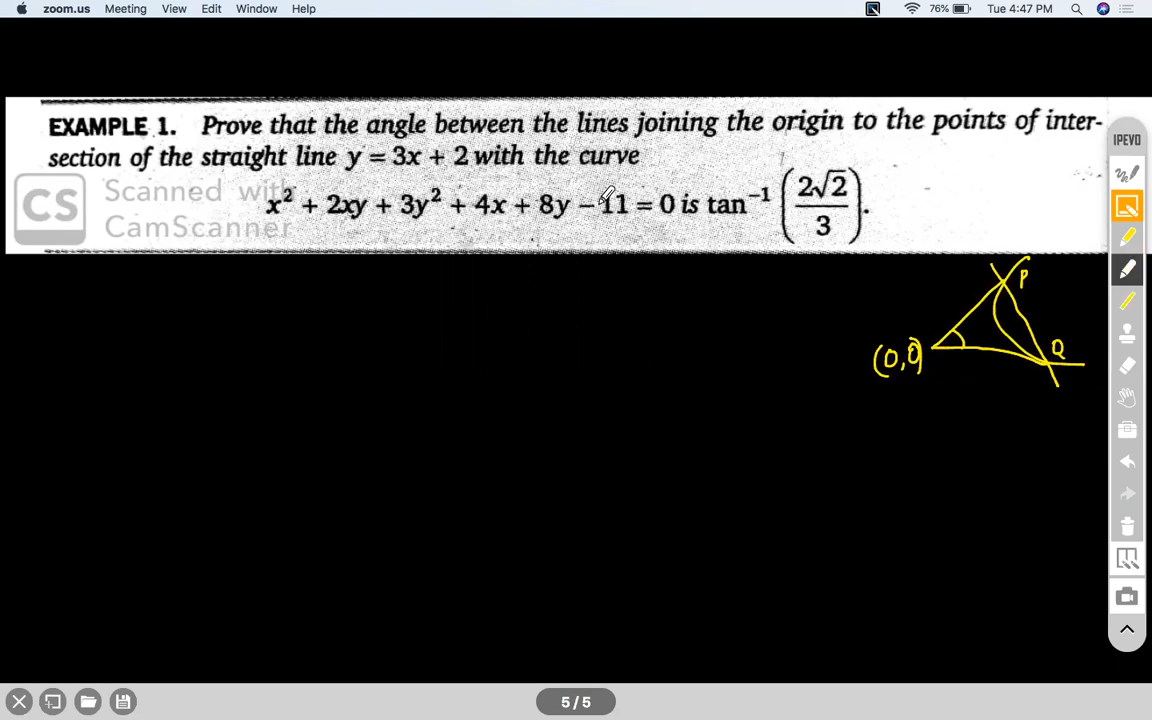 zoom.us Meeting View Edit Window Help 76% Tue 4:47 PM
EXAMPLE 1. Prove that the angle between the lines joining the origin to the points of inter-
section of the straight line y = 3x + 2 with the curve
x² + 2xy + 3y² + 4x + 8y − 11 = 0 is tan⁻¹ (2√2/3).
CS Scanned with
CamScanner
IPEVO
P
(0,0)
Q
5 / 5